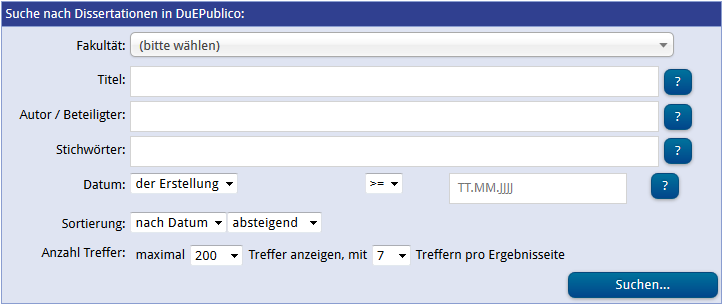 Suche nach Dissertationen in DuEPublico:
Fakultät: (bitte wählen)
Titel: ?
Autor / Beteiligter: ?
Stichwörter: ?
Datum: der Erstellung >= TT.MM.JJJJ ?
Sortierung: nach Datum absteigend
Anzahl Treffer: maximal 200 Treffer anzeigen, mit 7 Treffern pro Ergebnisseite
Suchen...